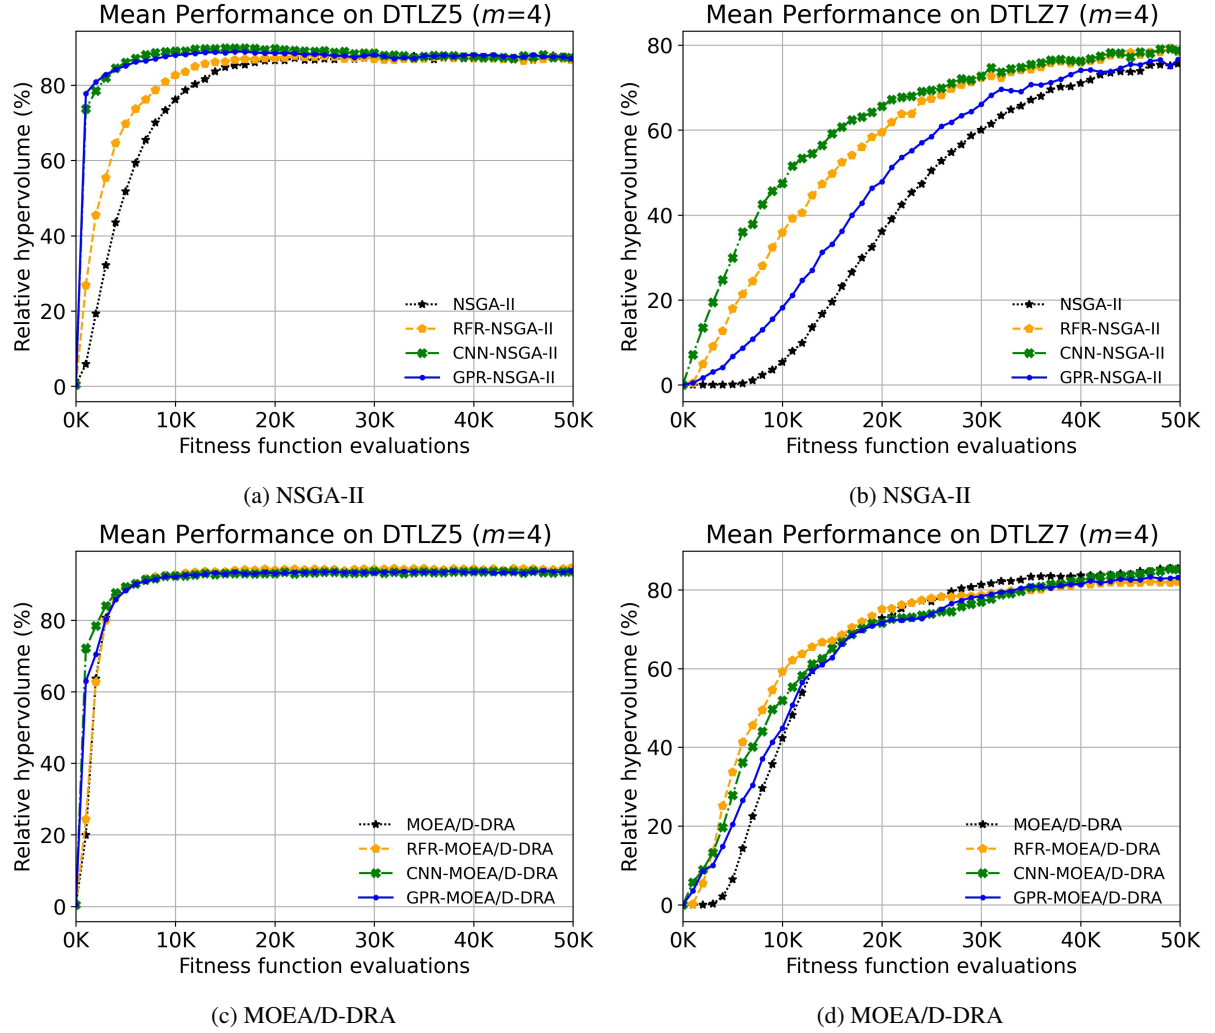 Mean Performance on DTLZ5 (m=4)
Relative hypervolume (%)
80
60
40
20
0
NSGA-II
RFR-NSGA-II
CNN-NSGA-II
GPR-NSGA-II
0K 10K 20K 30K 40K 50K
Fitness function evaluations
(a) NSGA-II
Mean Performance on DTLZ7 (m=4)
Relative hypervolume (%)
80
60
40
20
0
NSGA-II
RFR-NSGA-II
CNN-NSGA-II
GPR-NSGA-II
0K 10K 20K 30K 40K 50K
Fitness function evaluations
(b) NSGA-II
Mean Performance on DTLZ5 (m=4)
Relative hypervolume (%)
80
60
40
20
0
MOEA/D-DRA
RFR-MOEA/D-DRA
CNN-MOEA/D-DRA
GPR-MOEA/D-DRA
0K 10K 20K 30K 40K 50K
Fitness function evaluations
(c) MOEA/D-DRA
Mean Performance on DTLZ7 (m=4)
Relative hypervolume (%)
80
60
40
20
0
MOEA/D-DRA
RFR-MOEA/D-DRA
CNN-MOEA/D-DRA
GPR-MOEA/D-DRA
0K 10K 20K 30K 40K 50K
Fitness function evaluations
(d) MOEA/D-DRA